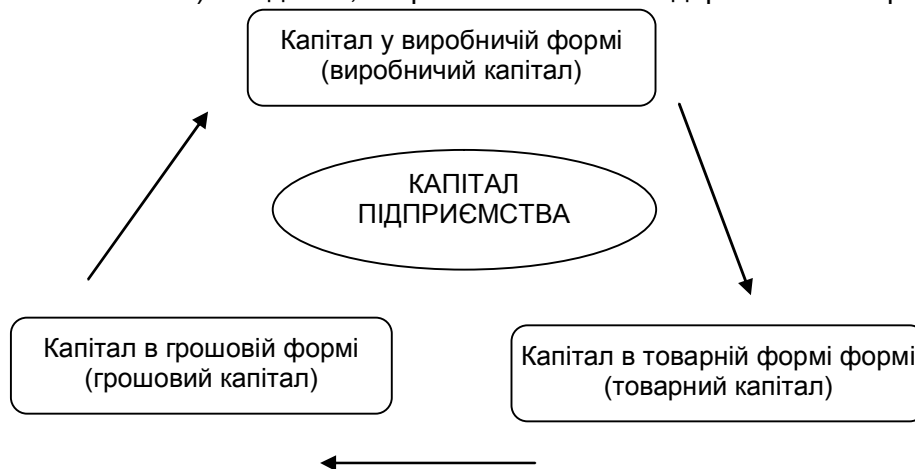 Капітал у виробничій формі
(виробничий капітал)
КАПІТАЛ
ПІДПРИЄМСТВА
Капітал в грошовій формі
(грошовий капітал)
Капітал в товарній формі формі
(товарний капітал)